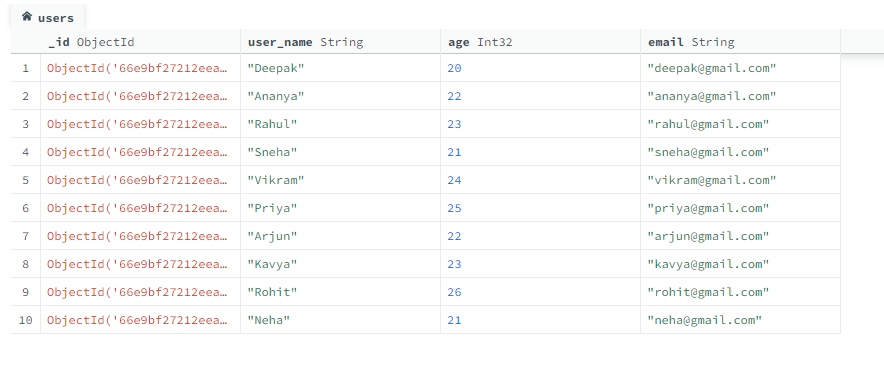 users
_id ObjectId user_name String age Int32 email String
1 ObjectId('66e9bf27212eea… "Deepak" 20 "deepak@gmail.com"
2 ObjectId('66e9bf27212eea… "Ananya" 22 "ananya@gmail.com"
3 ObjectId('66e9bf27212eea… "Rahul" 23 "rahul@gmail.com"
4 ObjectId('66e9bf27212eea… "Sneha" 21 "sneha@gmail.com"
5 ObjectId('66e9bf27212eea… "Vikram" 24 "vikram@gmail.com"
6 ObjectId('66e9bf27212eea… "Priya" 25 "priya@gmail.com"
7 ObjectId('66e9bf27212eea… "Arjun" 22 "arjun@gmail.com"
8 ObjectId('66e9bf27212eea… "Kavya" 23 "kavya@gmail.com"
9 ObjectId('66e9bf27212eea… "Rohit" 26 "rohit@gmail.com"
10 ObjectId('66e9bf27212eea… "Neha" 21 "neha@gmail.com"